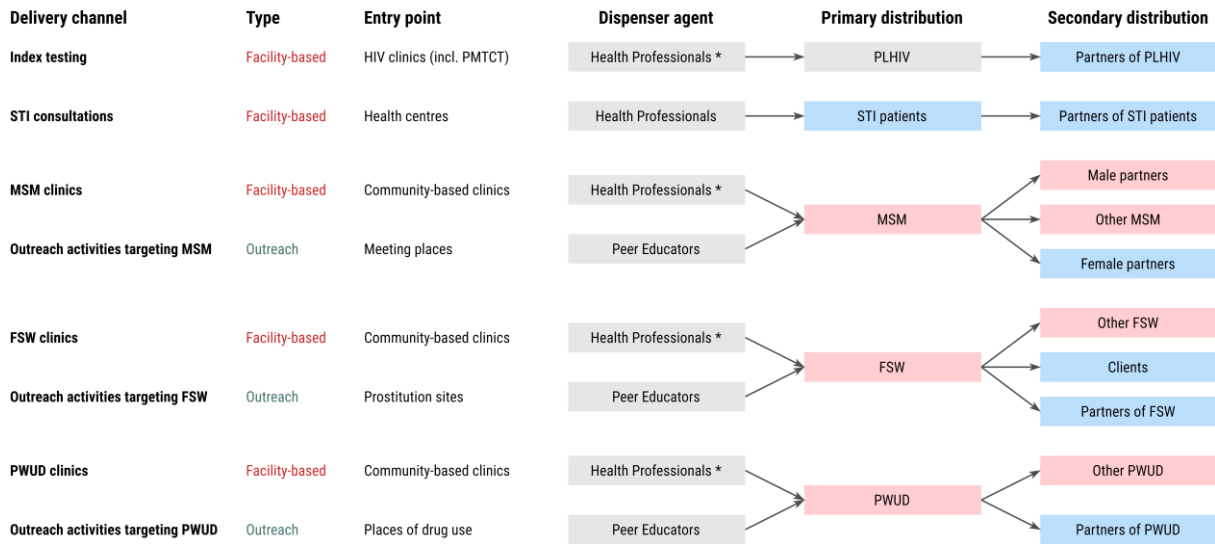 Delivery channel Type Entry point Dispenser agent Primary distribution Secondary distribution
Index testing Facility-based HIV clinics (incl. PMTCT) Health Professionals * PLHIV Partners of PLHIV
STI consultations Facility-based Health centres Health Professionals STI patients Partners of STI patients
Male partners
MSM clinics Facility-based Community-based clinics Health Professionals *
MSM Other MSM
Outreach activities targeting MSM Outreach Meeting places Peer Educators
Female partners
Other FSW
FSW clinics Facility-based Community-based clinics Health Professionals *
FSW Clients
Outreach activities targeting FSW Outreach Prostitution sites Peer Educators
Partners of FSW
PWUD clinics Facility-based Community-based clinics Health Professionals * Other PWUD
PWUD
Outreach activities targeting PWUD Outreach Places of drug use Peer Educators Partners of PWUD